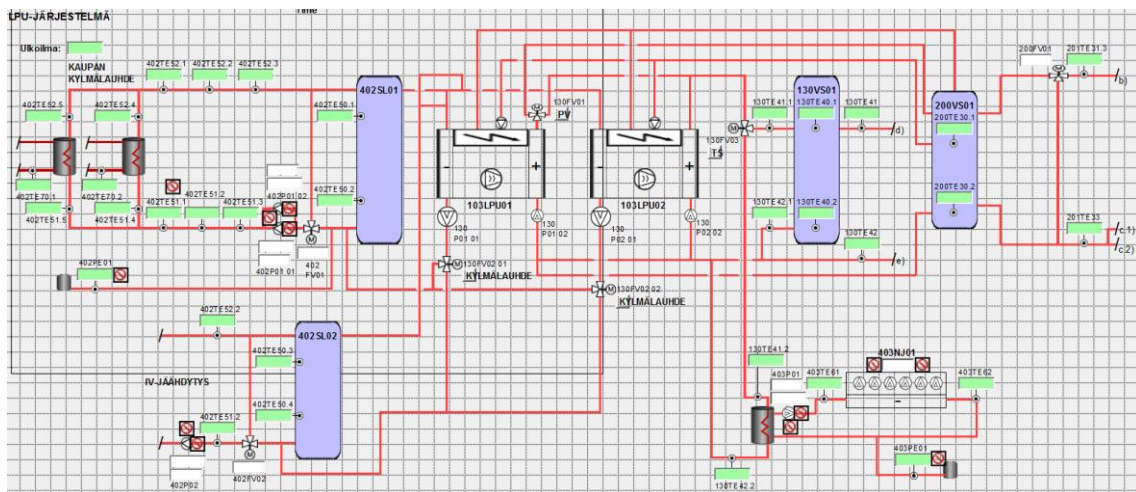 LPU-JÄRJESTELMÄ
Ulkoilma:
KAUPAN
KYLMÄLAUHDE
402TE52.1
402TE52.2
402TE52.3
402TE52.5
402TE52.4
402SL01
402TE50.1
402TE50.2
402TE70.1
402TE70.2
402TE51.5
402TE51.4
402TE51.1
402TE51.2
402TE51.3
402P01 02
402P01 01
402
FV01
402PE01
103LPU01
103LPU02
130
P01 01
130
P01 02
130
P02 01
130
P02 02
130FV01
PV
130FV02 01
KYLMÄLAUHDE
130FV02 02
KYLMÄLAUHDE
130FV03
TS
130VS01
130TE41.1
130TE40.1
130TE41
d)
130TE42.1
130TE40.2
130TE42
e)
200VS01
200TE30.1
200TE30.2
200FV01
201TE31.3
b)
201TE33
c.1)
c.2)
402TE52.2
402SL02
402TE50.3
IV-JÄÄHDYTYS
402TE50.4
402TE51.2
402P02
402FV02
130TE41.2
403P01
403TE61
403NJ01
403TE62
403PE01
130TE42.2